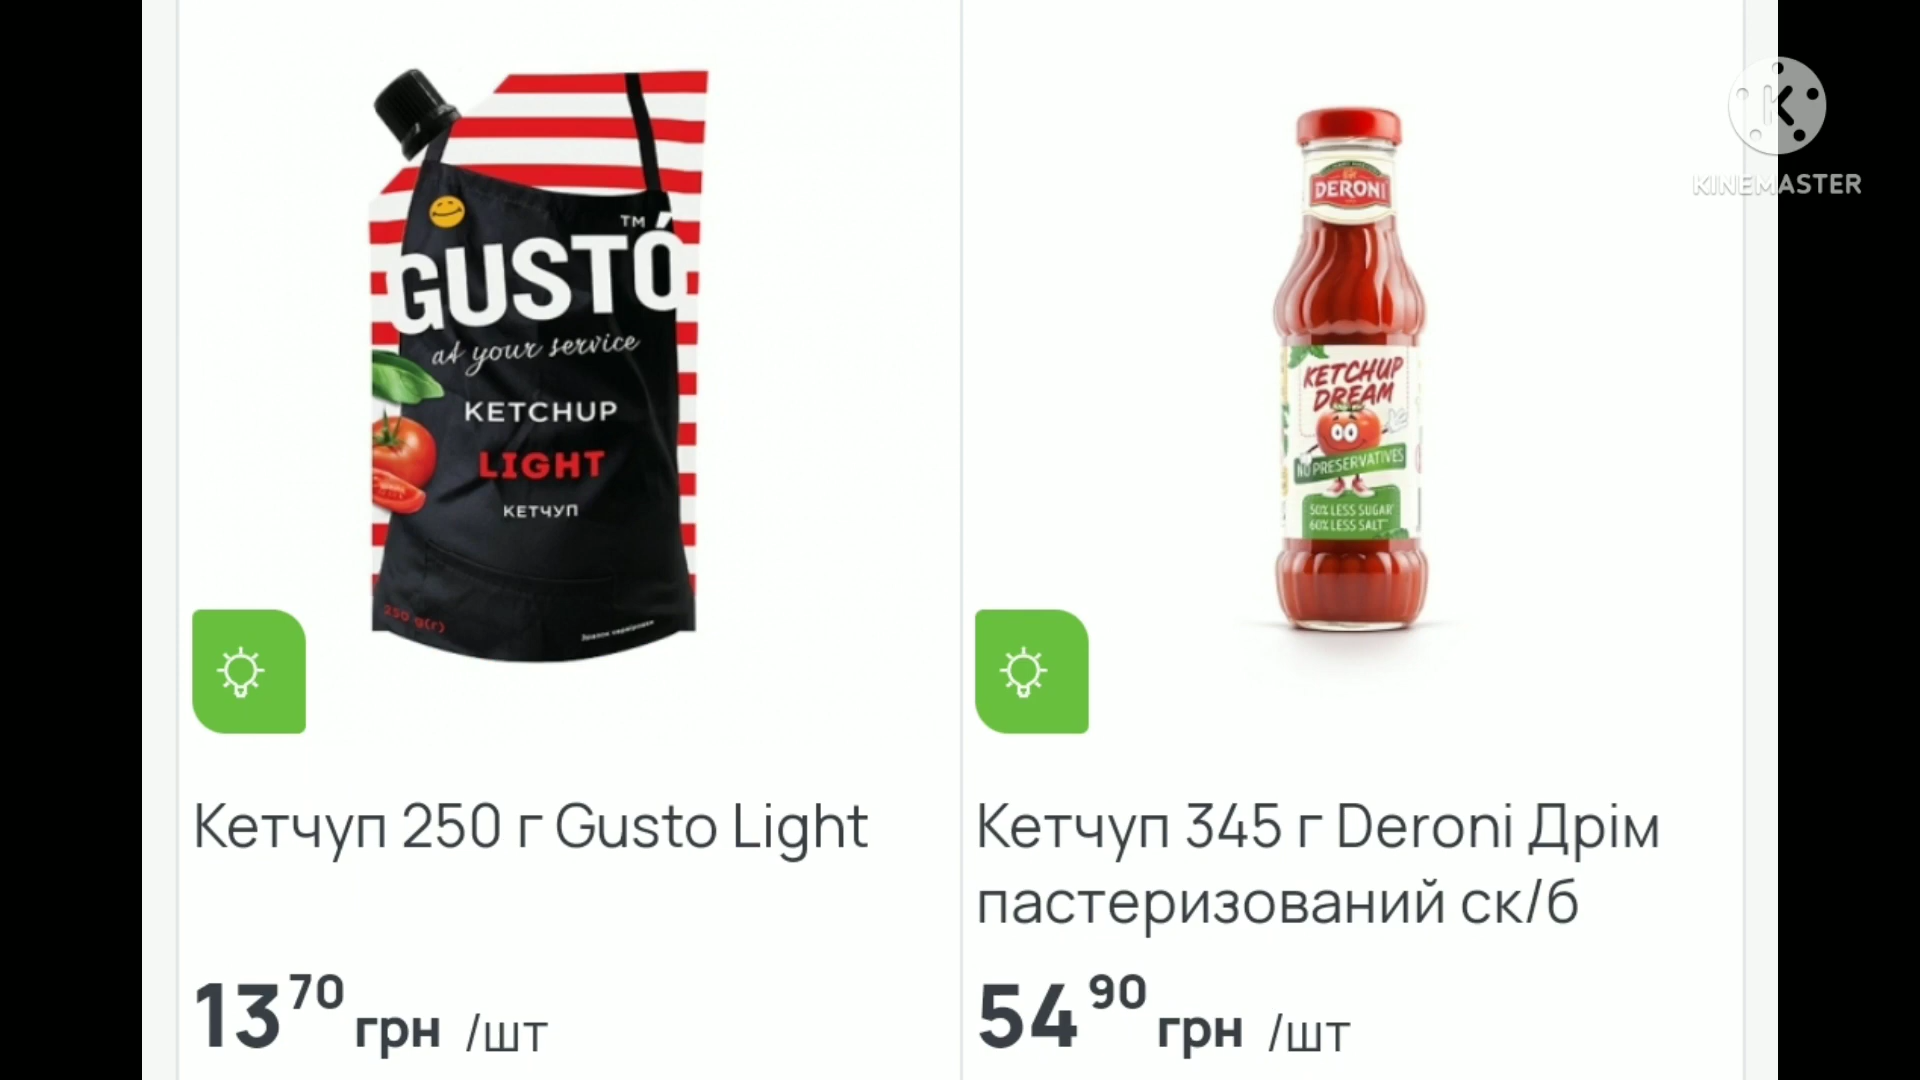 TM
GUSTÓ
at your service
KETCHUP
LIGHT
КЕТЧУП
250 g(г)
DERONI
KETCHUP
DREAM
NO PRESERVATIVES
50% LESS SUGAR
60% LESS SALT
KINEMASTER
Кетчуп 250 г Gusto Light
Кетчуп 345 г Deroni Дрім
пастеризований ск/б
13 70 грн /шт
54 90 грн /шт